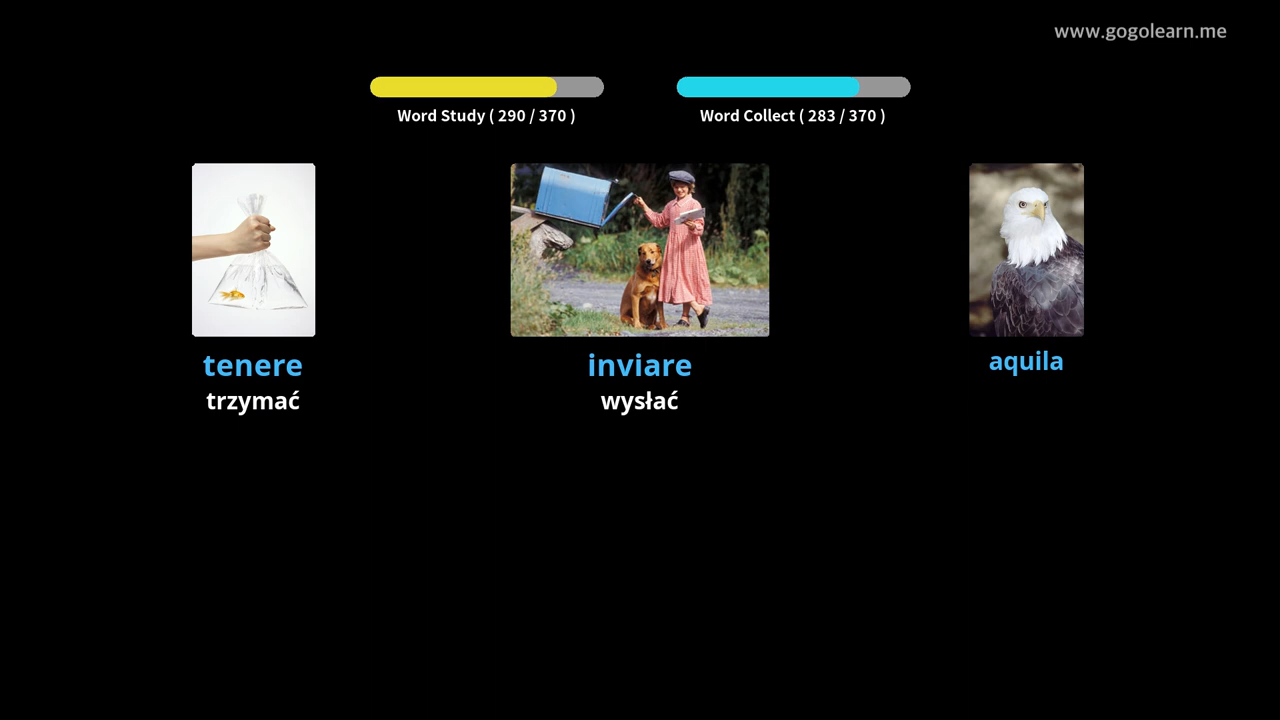 www.gogolearn.me
Word Study ( 290 / 370 )
Word Collect ( 283 / 370 )
tenere
trzymać
inviare
wysłać
aquila